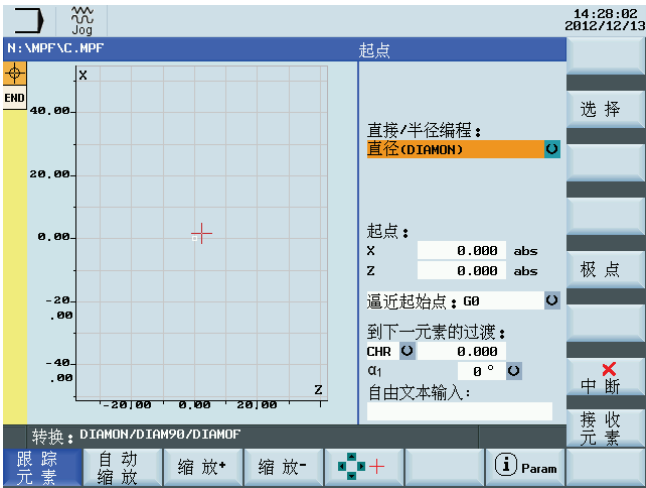 Jog
14:28:02
2012/12/13
N:\MPF\C.MPF
起点
END
X
40.00
20.00
0.00
-20
.00
-40
.00
Z
-20.00 0.00 20.00
直接/半径编程:
直径(DIAMON)
起点:
X 0.000 abs
Z 0.000 abs
逼近起始点:G0
到下一元素的过渡:
CHR 0.000
α1 0 °
自由文本输入:
选择
极点
中断
接收
元素
转换:DIAMON/DIAM90/DIAMOF
跟踪
元素
自动
缩放
缩放+
缩放-
i Param